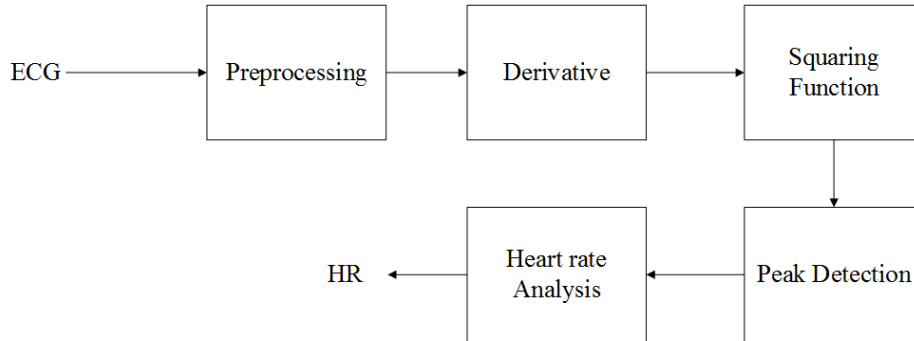 ECG
Preprocessing
Derivative
Squaring
Function
HR
Heart rate
Analysis
Peak Detection